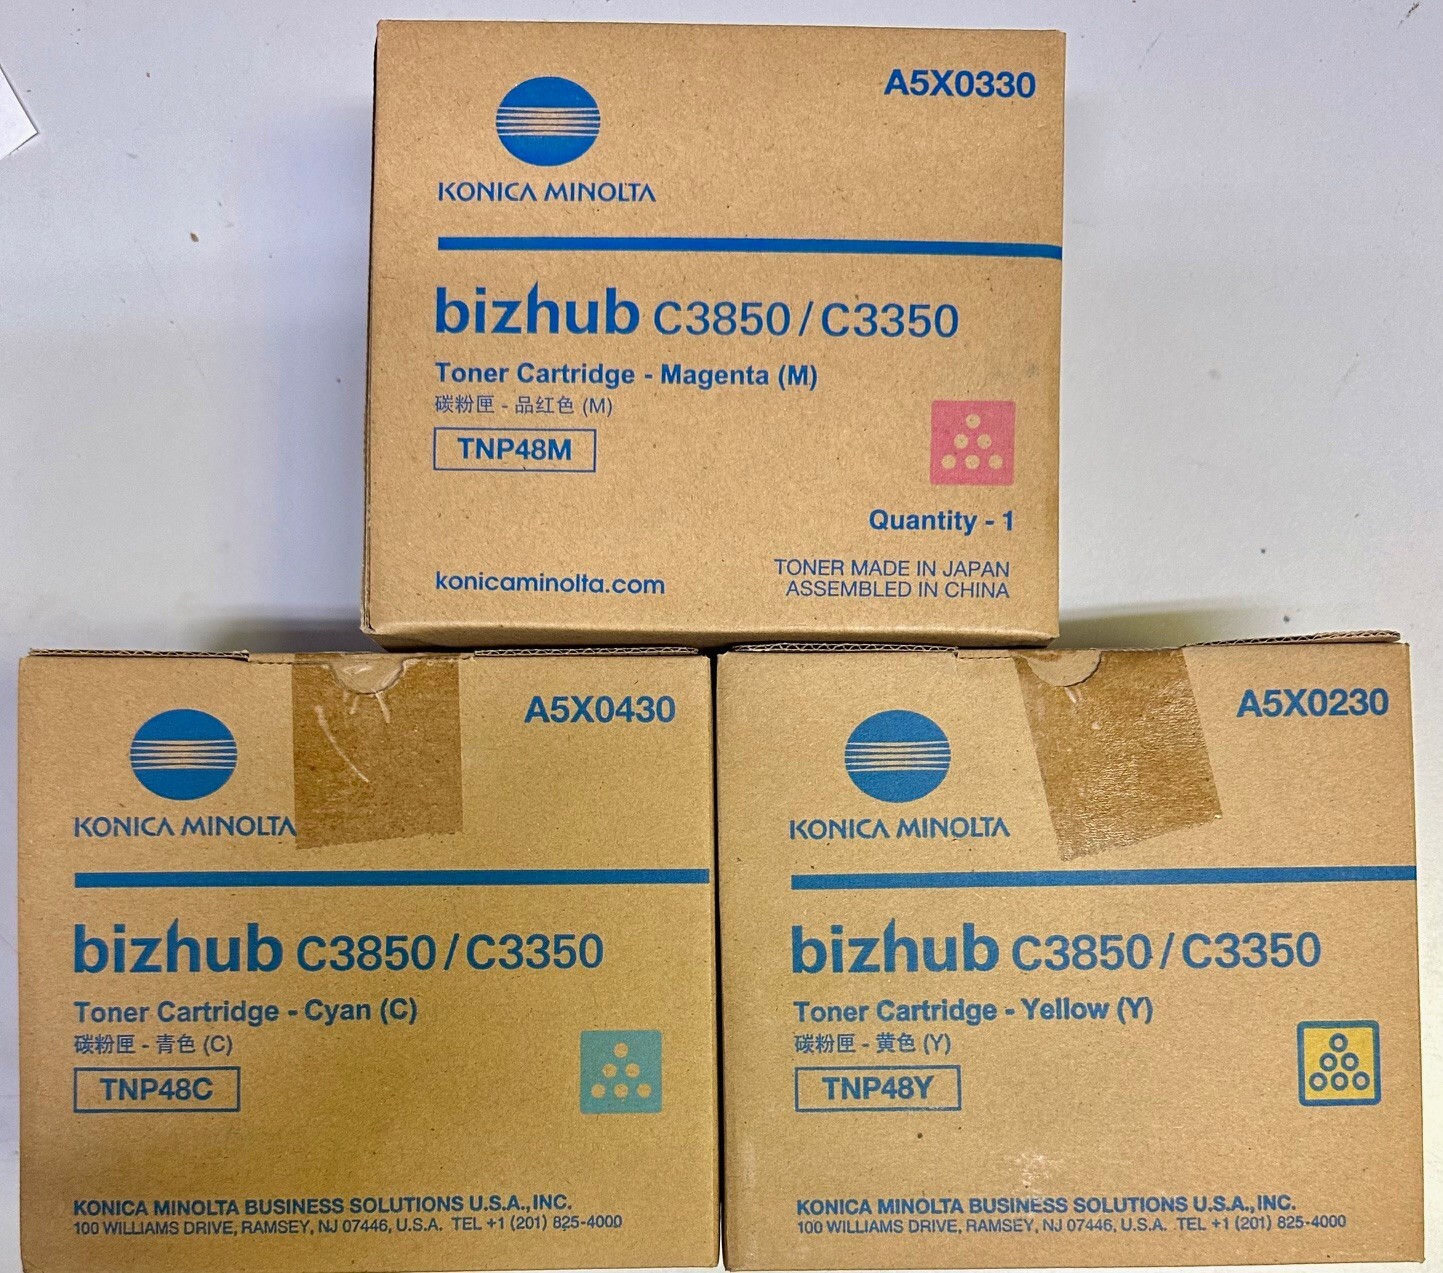 A5X0330
KONICA MINOLTA
bizhub C3850/C3350
Toner Cartridge - Magenta (M)
碳粉匣 - 品红色 (M)
TNP48M
Quantity - 1
TONER MADE IN JAPAN
ASSEMBLED IN CHINA
konicaminolta.com
A5X0430
KONICA MINOLTA
bizhub C3850/C3350
Toner Cartridge - Cyan (C)
碳粉匣 - 青色 (C)
TNP48C
KONICA MINOLTA BUSINESS SOLUTIONS U.S.A.,INC.
100 WILLIAMS DRIVE, RAMSEY, NJ 07446, U.S.A. TEL +1 (201) 825-4000
A5X0230
KONICA MINOLTA
bizhub C3850/C3350
Toner Cartridge - Yellow (Y)
碳粉匣 - 黄色 (Y)
TNP48Y
KONICA MINOLTA BUSINESS SOLUTIONS U.S.A.,INC.
100 WILLIAMS DRIVE, RAMSEY, NJ 07446, U.S.A. TEL +1 (201) 825-4000